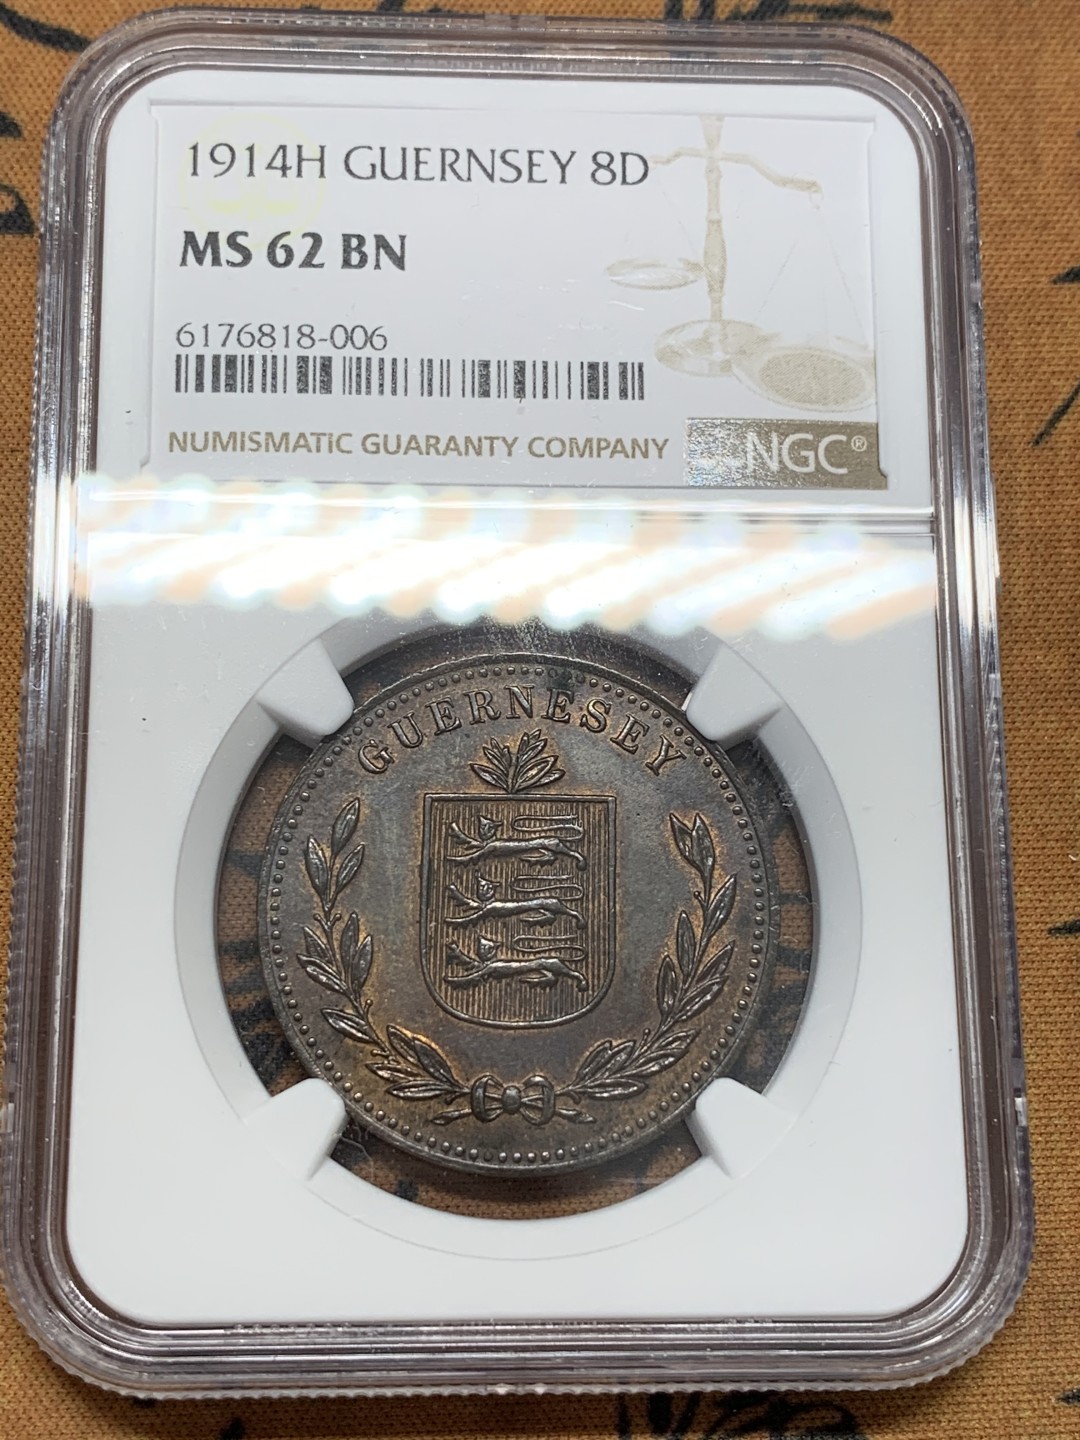 1914H GUERNSEY 8D
MS 62 BN
6176818-006
NUMISMATIC GUARANTY COMPANY
NGC®
GUERNESEY